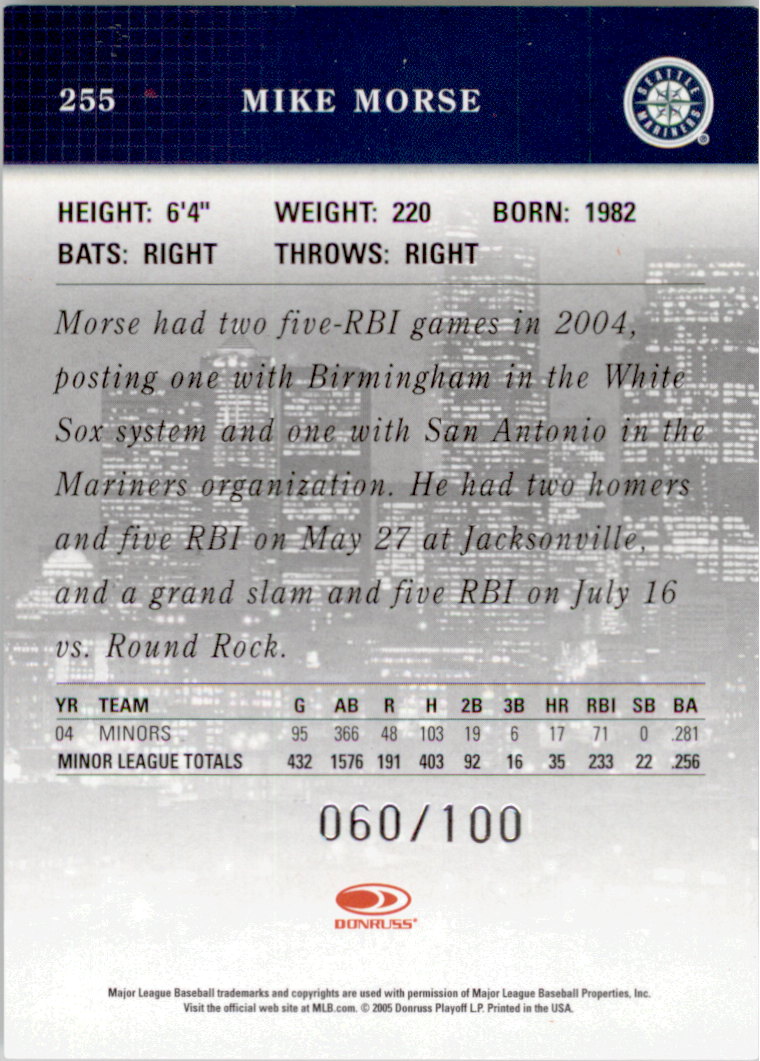 255 MIKE MORSE
SEATTLE
MARINERS
®
HEIGHT: 6'4" WEIGHT: 220 BORN: 1982
BATS: RIGHT THROWS: RIGHT
Morse had two five-RBI games in 2004,
posting one with Birmingham in the White
Sox system and one with San Antonio in the
Mariners organization. He had two homers
and five RBI on May 27 at Jacksonville,
and a grand slam and five RBI on July 16
vs. Round Rock.
YR TEAM G AB R H 2B 3B HR RBI SB BA
04 MINORS 95 366 48 103 19 6 17 71 0 .281
MINOR LEAGUE TOTALS 432 1576 191 403 92 16 35 233 22 .256
060/100
DONRUSS®
Major League Baseball trademarks and copyrights are used with permission of Major League Baseball Properties, Inc.
Visit the official web site at MLB.com. © 2005 Donruss Playoff L.P. Printed in the USA.